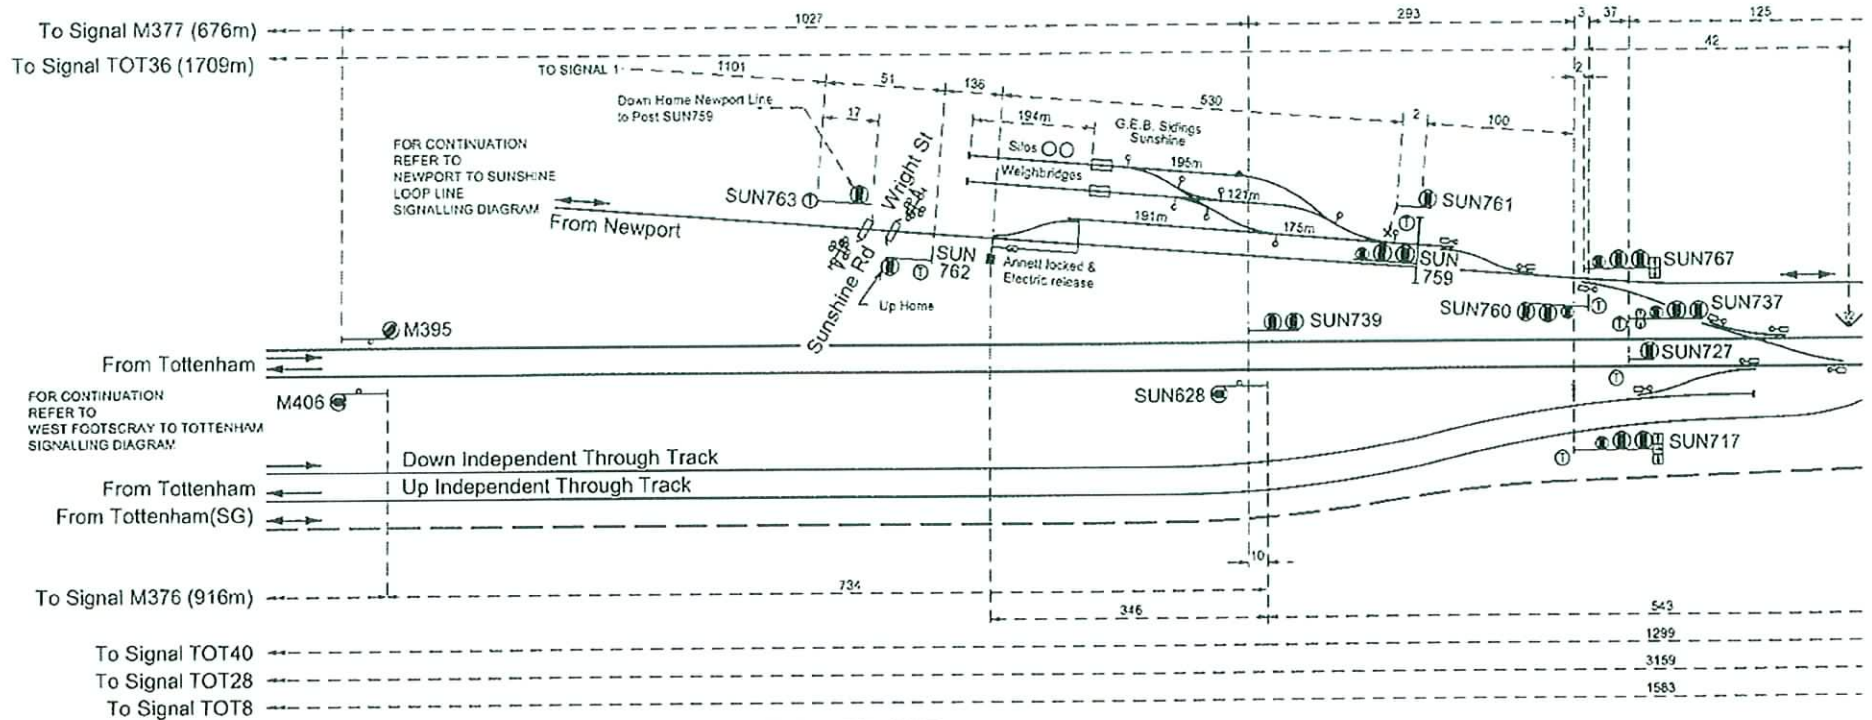 To Signal M377 (676m)
1027
293
3
37
125
To Signal TOT36 (1709m)
42
2
TO SIGNAL 1
1101
51
136
530
2
100
Down Home Newport Line
to Post SUN759
17
194m
G.E.B. Sidings
Sunshine
Silos
195m
Weighbridges
121m
191m
175m
FOR CONTINUATION
REFER TO
NEWPORT TO SUNSHINE
LOOP LINE
SIGNALLING DIAGRAM
SUN763
Wright St
SUN761
From Newport
SUN
762
Annett locked &
Electric release
SUN
759
SUN767
Sunshine Rd
Up Home
SUN760
SUN737
M395
SUN739
SUN727
From Tottenham
FOR CONTINUATION
REFER TO
WEST FOOTSCRAY TO TOTTENHAM
SIGNALLING DIAGRAM
M406
SUN628
SUN717
Down Independent Through Track
From Tottenham
Up Independent Through Track
From Tottenham(SG)
10
To Signal M376 (916m)
734
346
543
To Signal TOT40
1299
To Signal TOT28
3159
To Signal TOT8
1583